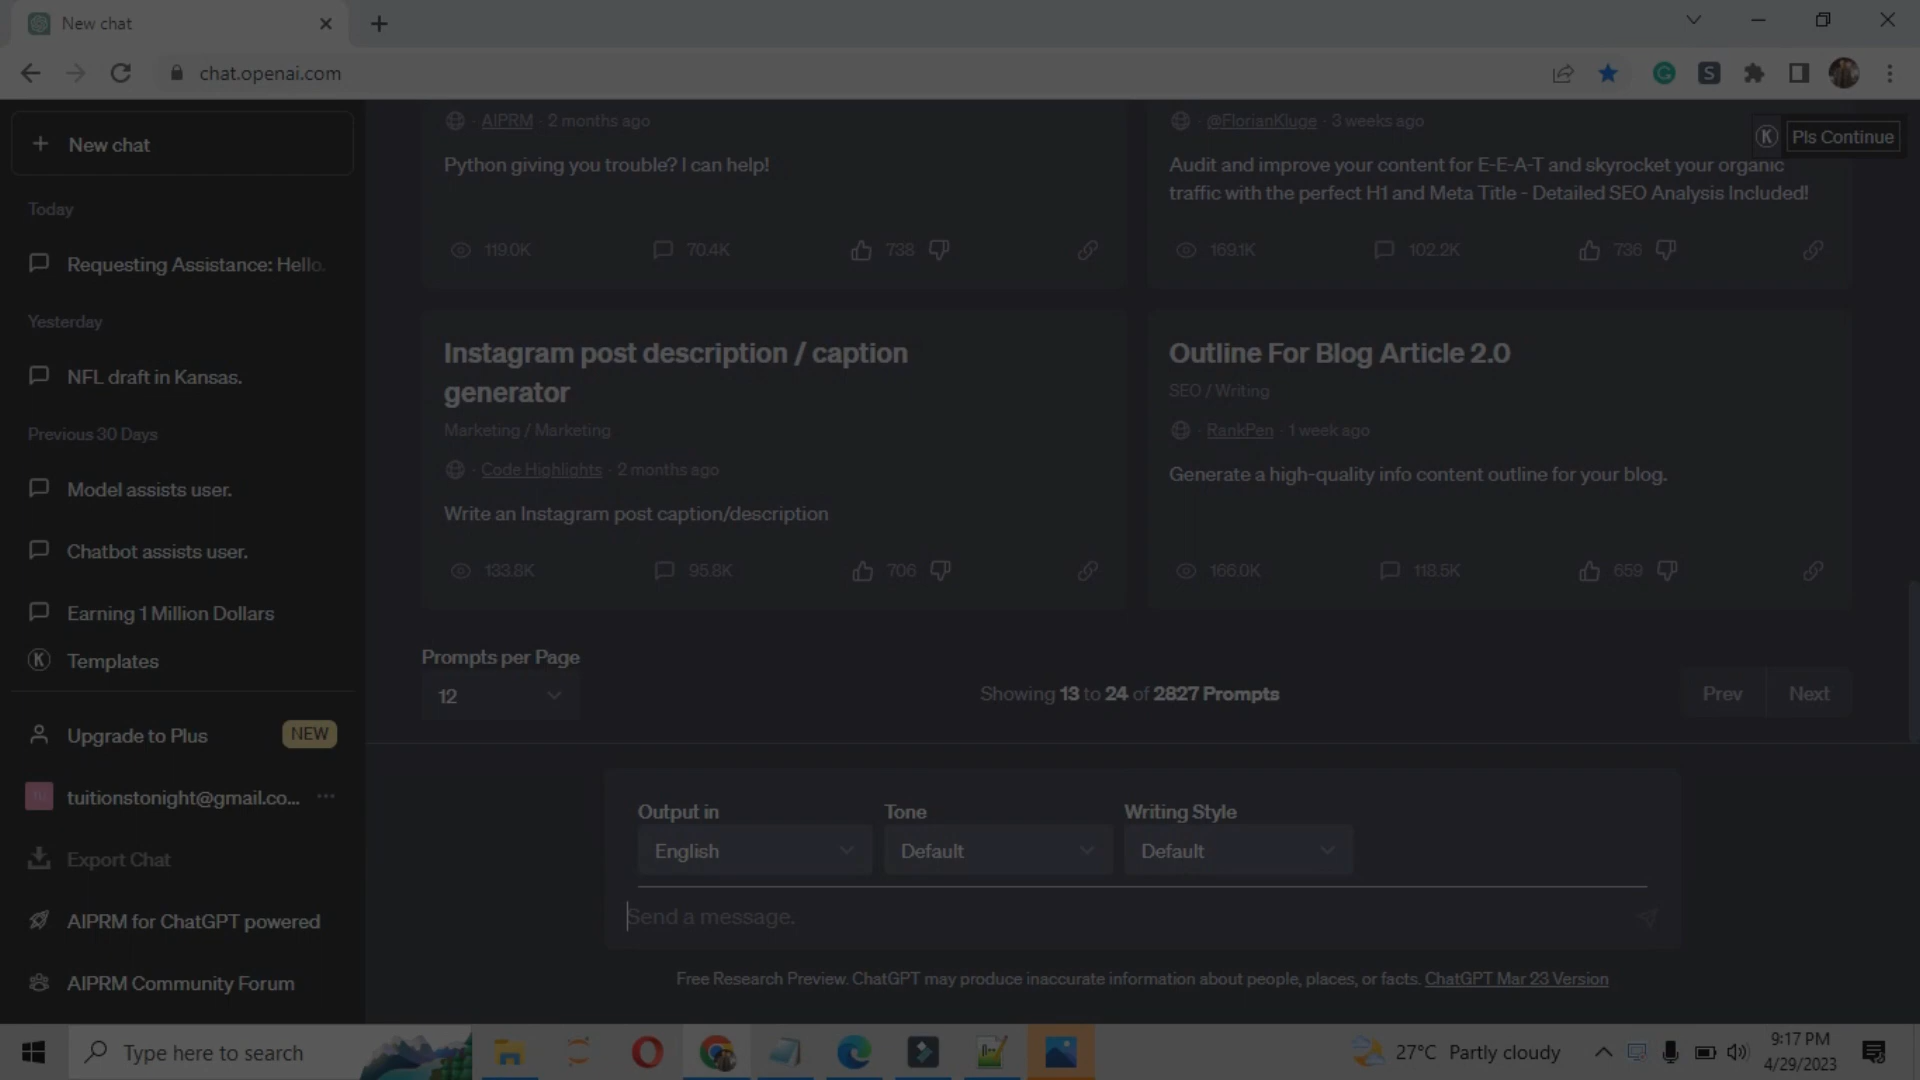 New chat
chat.openai.com
New chat
Today
Requesting Assistance: Hello.
Yesterday
NFL draft in Kansas.
Previous 30 Days
Model assists user.
Chatbot assists user.
Earning 1 Million Dollars
Templates
Upgrade to Plus NEW
tuitionstonight@gmail.co...
Export Chat
AIPRM for ChatGPT powered
AIPRM Community Forum
· AIPRM · 2 months ago
Python giving you trouble? I can help!
119.0K 70.4K 738
· @FlorianKluge · 3 weeks ago
Audit and improve your content for E-E-A-T and skyrocket your organic
traffic with the perfect H1 and Meta Title - Detailed SEO Analysis Included!
169.1K 102.2K 736
K Pls Continue
Instagram post description / caption
generator
Marketing / Marketing
· Code Highlights · 2 months ago
Write an Instagram post caption/description
133.8K 95.8K 706
Outline For Blog Article 2.0
SEO / Writing
· RankPen · 1 week ago
Generate a high-quality info content outline for your blog.
166.0K 118.5K 659
Prompts per Page
12
Showing 13 to 24 of 2827 Prompts
Prev Next
Output in Tone Writing Style
English Default Default
Send a message.
Free Research Preview. ChatGPT may produce inaccurate information about people, places, or facts. ChatGPT Mar 23 Version
Type here to search
27°C Partly cloudy
9:17 PM
4/29/2023